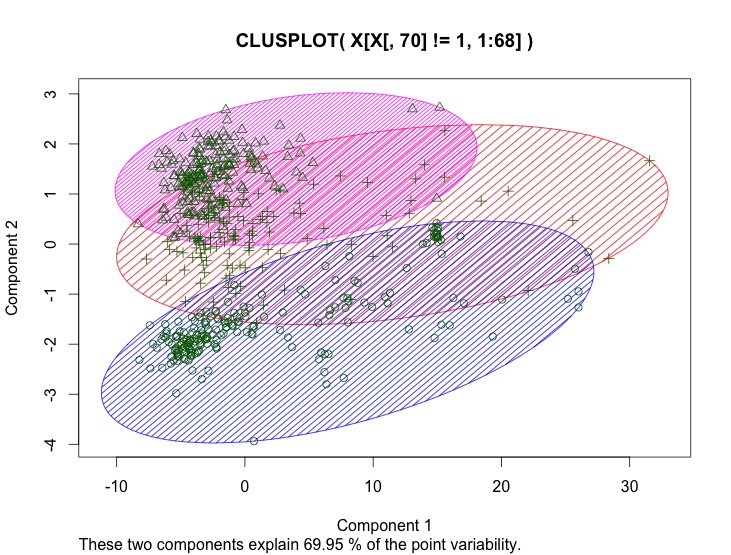 CLUSPLOT( X[X[, 70] != 1, 1:68] )
3
2
1
0
-1
-2
-3
-4
Component 2
-10 0 10 20 30
Component 1
These two components explain 69.95 % of the point variability.